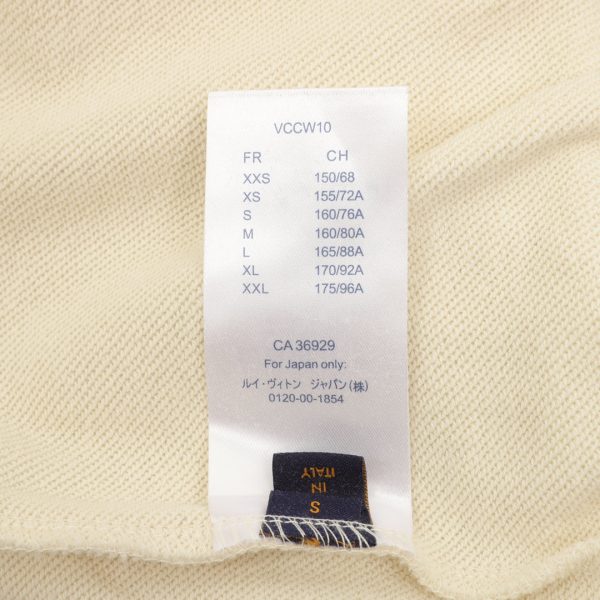 VCCW10
FR CH
XXS 150/68
XS 155/72A
S 160/76A
M 160/80A
L 165/88A
XL 170/92A
XXL 175/96A
CA 36929
For Japan only:
ルイ・ヴィトン ジャパン(株)
0120-00-1854
S
IN
ITALY